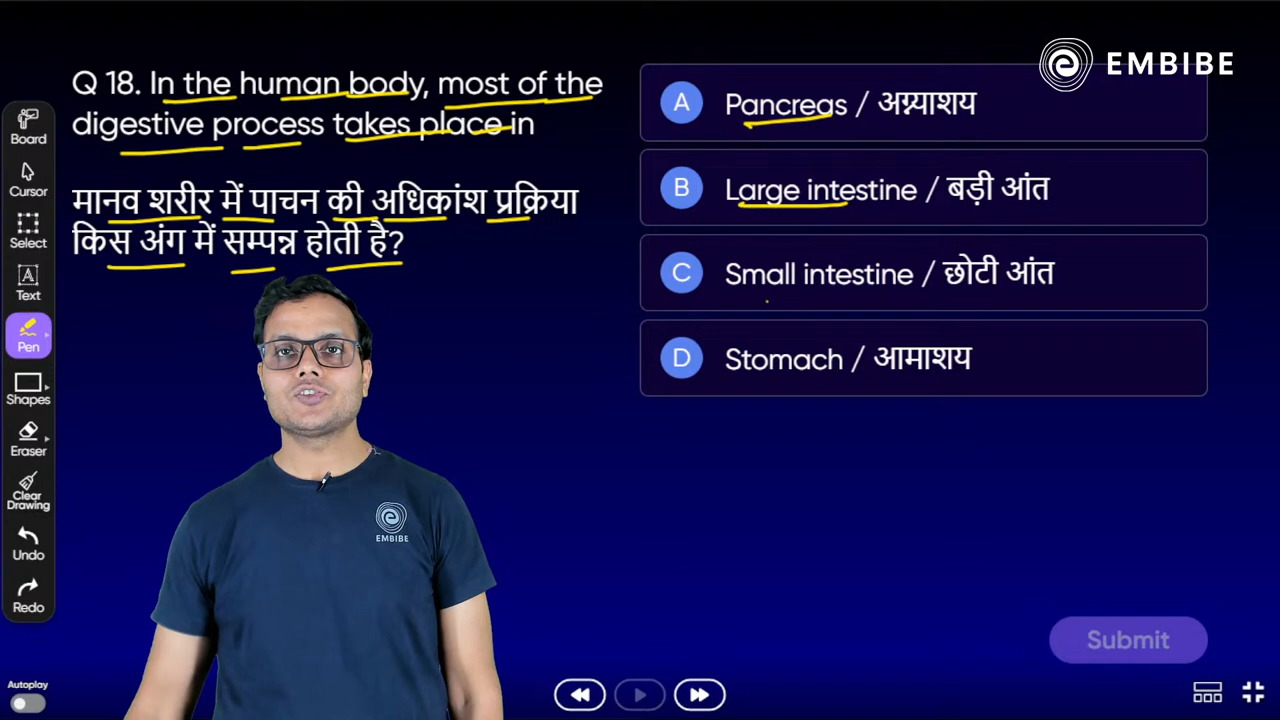 EMBIBE
Q 18. In the human body, most of the
digestive process takes place in
मानव शरीर में पाचन की अधिकांश प्रक्रिया
किस अंग में सम्पन्न होती है?
A Pancreas / अग्न्याशय
B Large intestine / बड़ी आंत
C Small intestine / छोटी आंत
D Stomach / आमाशय
Board
Cursor
Select
A
Text
Pen
Shapes
Eraser
Clear
Drawing
Undo
Redo
Autoplay
EMBIBE
Submit